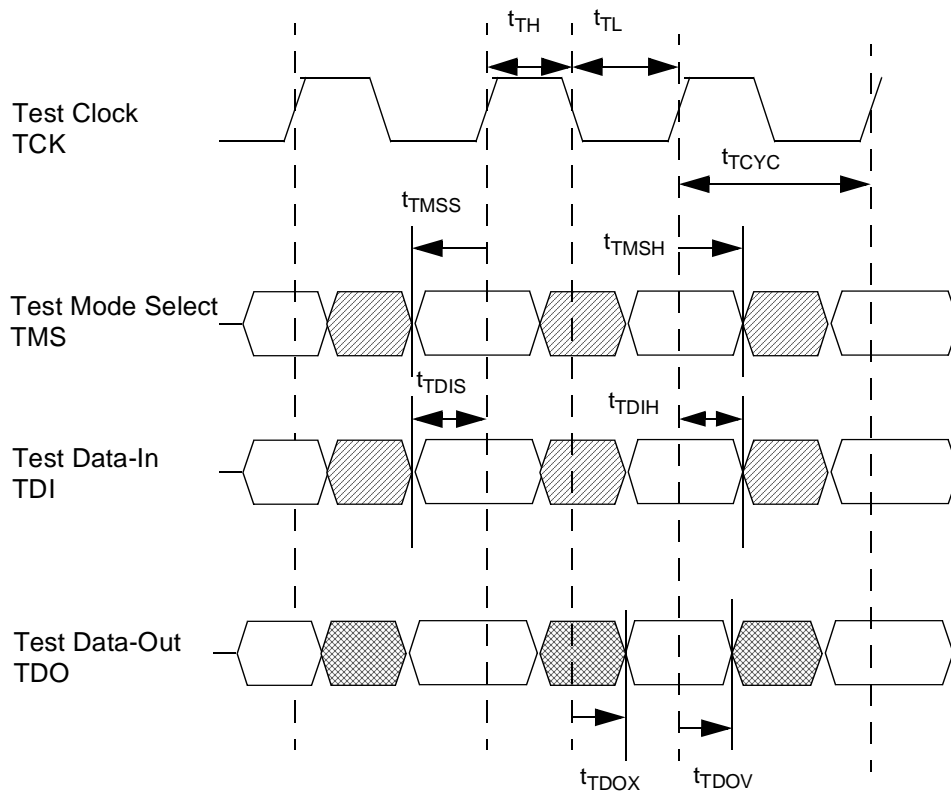 tTH
tTL
Test Clock
TCK
tTCYC
tTMSS
tTMSH
Test Mode Select
TMS
tTDIS
tTDIH
Test Data-In
TDI
Test Data-Out
TDO
tTDOX
tTDOV